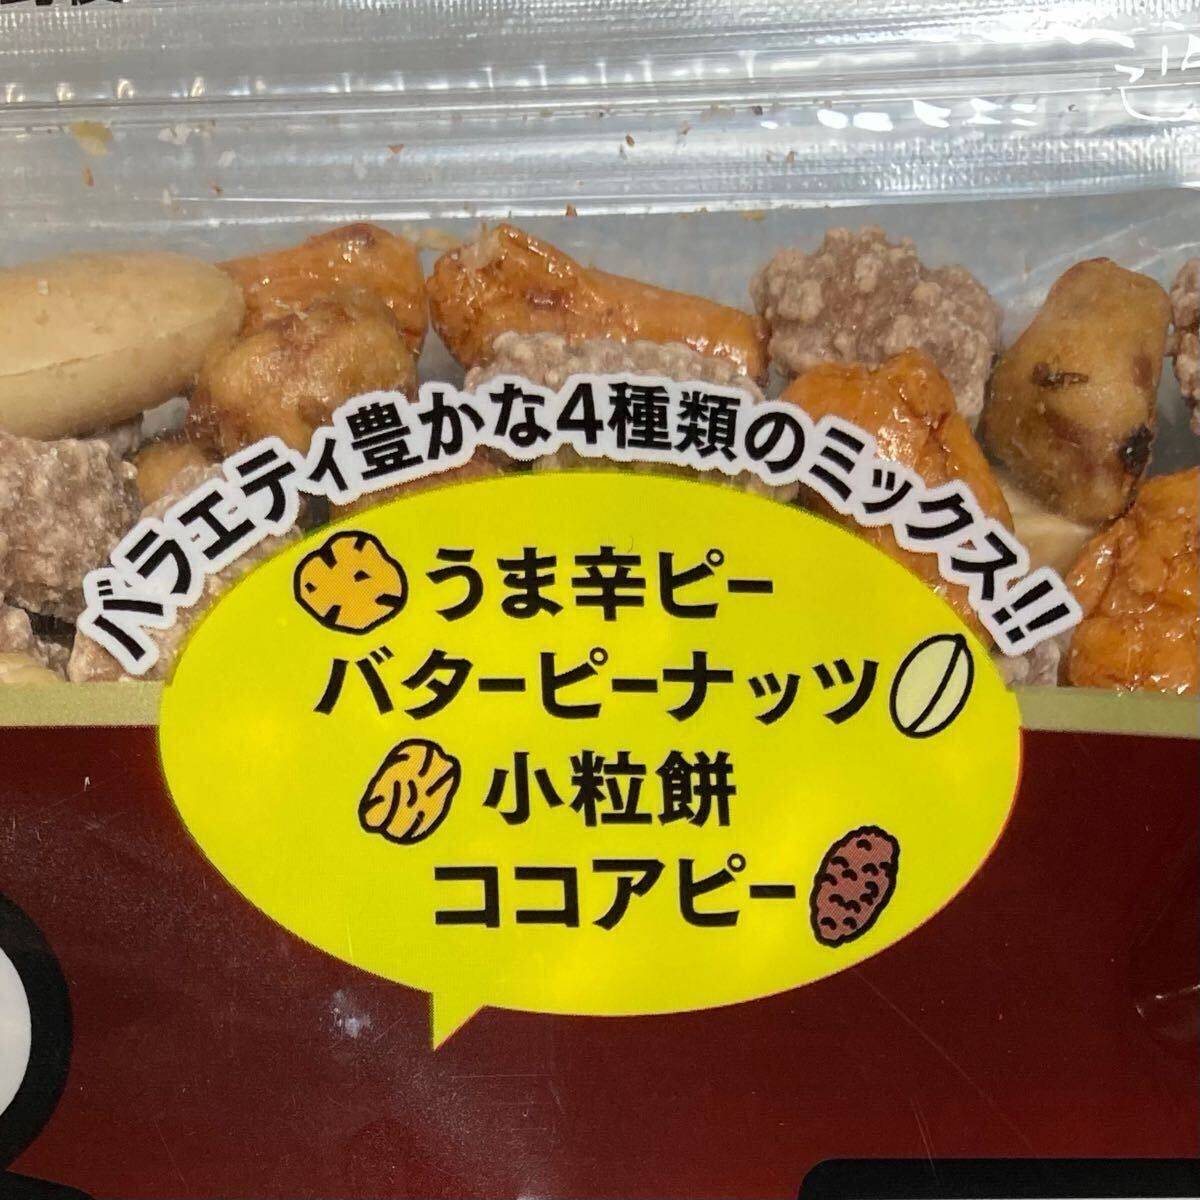 バラエティ豊かな4種類のミックス!!
うま辛ピー
バターピーナッツ
小粒餅
ココアピー